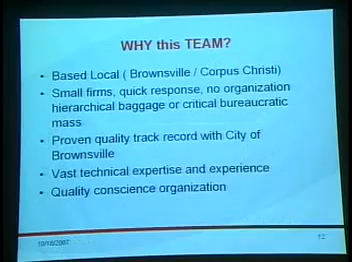 WHY this TEAM?
• Based Local ( Brownsville / Corpus Christi)
• Small firms, quick response, no organization
hierarchical baggage or critical bureaucratic
mass
• Proven quality track record with City of
Brownsville
• Vast technical expertise and experience
• Quality conscience organization
10/16/2007
12